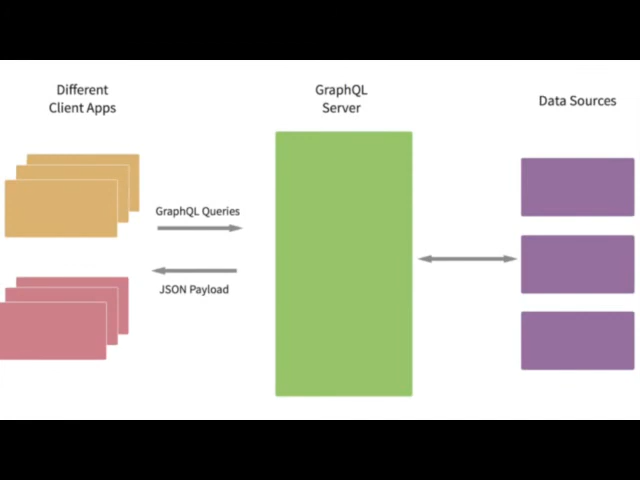 Different
Client Apps
GraphQL
Server
Data Sources
GraphQL Queries
JSON Payload